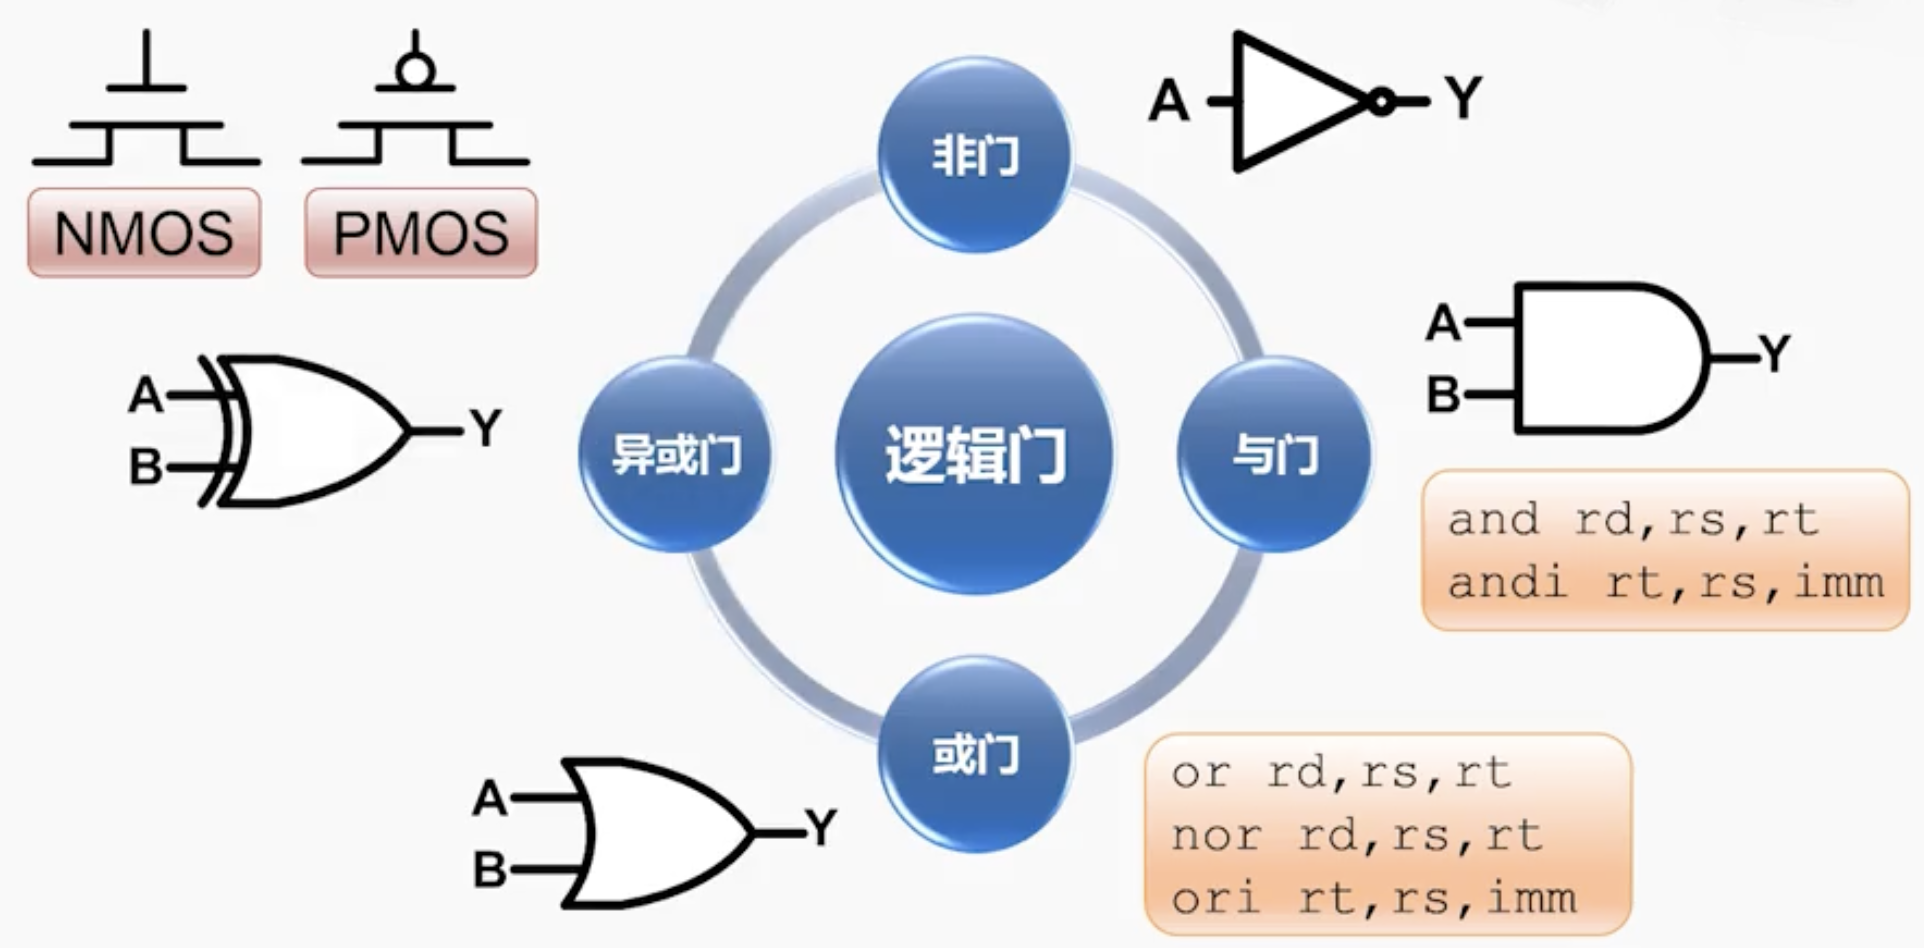 NMOS
PMOS
非门
A
Y
A
B
Y
异或门
逻辑门
与门
A
B
Y
and rd,rs,rt
andi rt,rs,imm
或门
A
B
Y
or rd,rs,rt
nor rd,rs,rt
ori rt,rs,imm